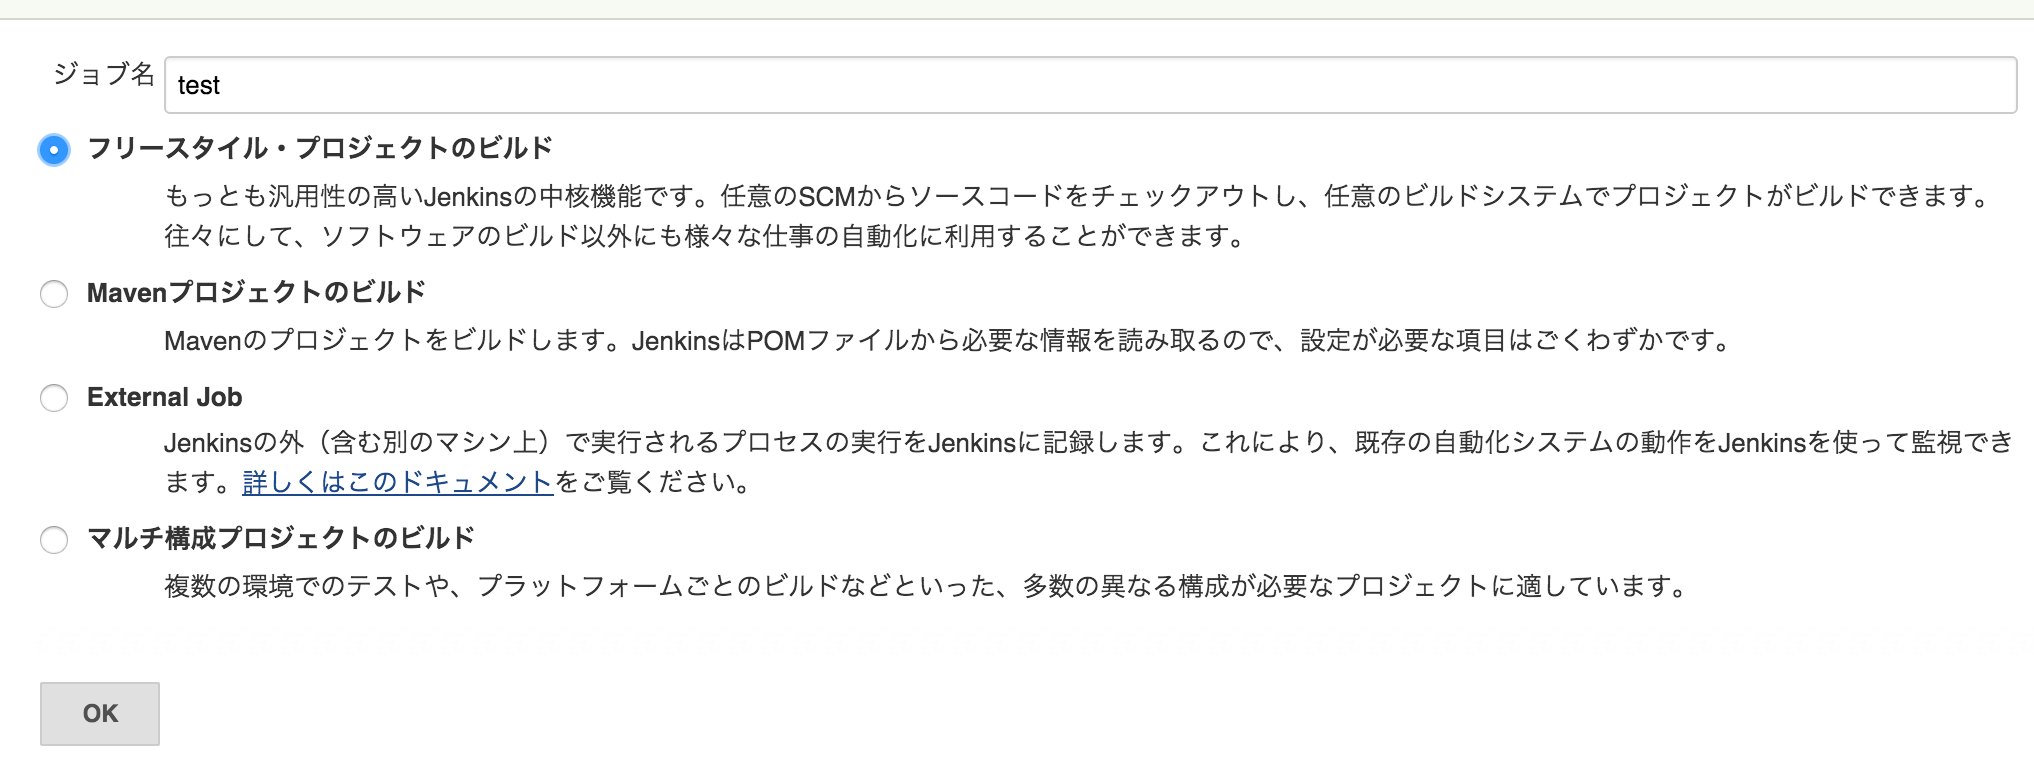 ジョブ名 test
フリースタイル・プロジェクトのビルド
もっとも汎用性の高いJenkinsの中核機能です。任意のSCMからソースコードをチェックアウトし、任意のビルドシステムでプロジェクトがビルドできます。
往々にして、ソフトウェアのビルド以外にも様々な仕事の自動化に利用することができます。
Mavenプロジェクトのビルド
Mavenのプロジェクトをビルドします。JenkinsはPOMファイルから必要な情報を読み取るので、設定が必要な項目はごくわずかです。
External Job
Jenkinsの外（含む別のマシン上）で実行されるプロセスの実行をJenkinsに記録します。これにより、既存の自動化システムの動作をJenkinsを使って監視でき
ます。詳しくはこのドキュメントをご覧ください。
マルチ構成プロジェクトのビルド
複数の環境でのテストや、プラットフォームごとのビルドなどといった、多数の異なる構成が必要なプロジェクトに適しています。
OK